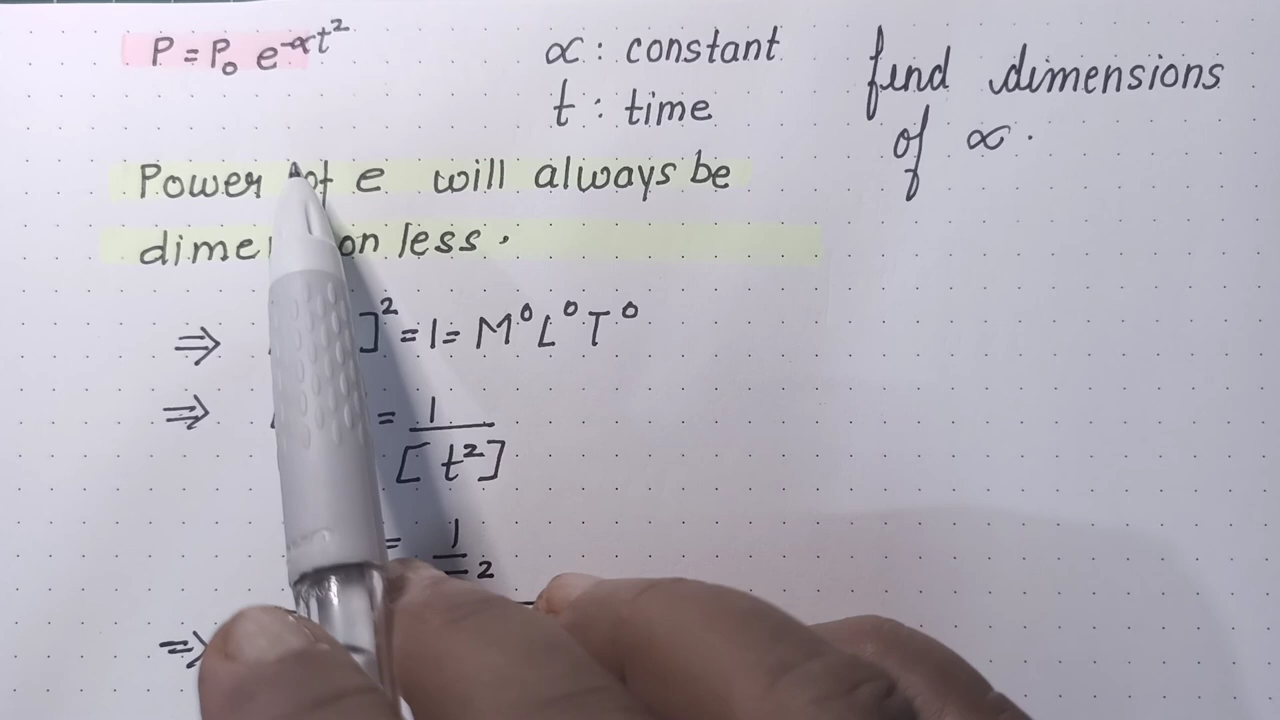 P = P₀ e^-αt²
α : constant
t : time
find dimensions
of α.
Power of e will always be
less.
⇒ ]² = 1 = M⁰L⁰T⁰
⇒ = 1 / [t²]
= 1 / 2
⇒